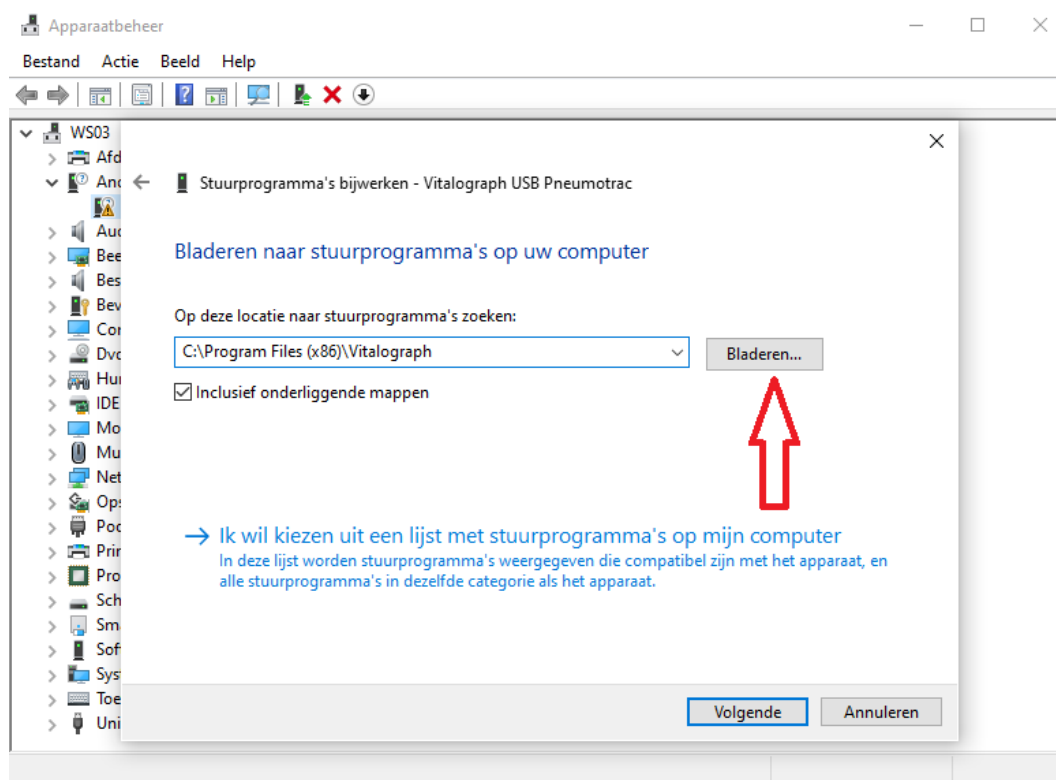 Apparaatbeheer
Bestand Actie Beeld Help
WS03
Afd
And
Aud
Bee
Bes
Bev
Cor
Dvd
Hur
IDE
Mo
Mu
Net
Ops
Poo
Prin
Pro
Sch
Sm
Sof
Sys
Toe
Uni
Stuurprogramma's bijwerken - Vitalograph USB Pneumotrac
Bladeren naar stuurprogramma's op uw computer
Op deze locatie naar stuurprogramma's zoeken:
C:\Program Files (x86)\Vitalograph
Bladeren...
Inclusief onderliggende mappen
Ik wil kiezen uit een lijst met stuurprogramma's op mijn computer
In deze lijst worden stuurprogramma's weergegeven die compatibel zijn met het apparaat, en
alle stuurprogramma's in dezelfde categorie als het apparaat.
Volgende Annuleren